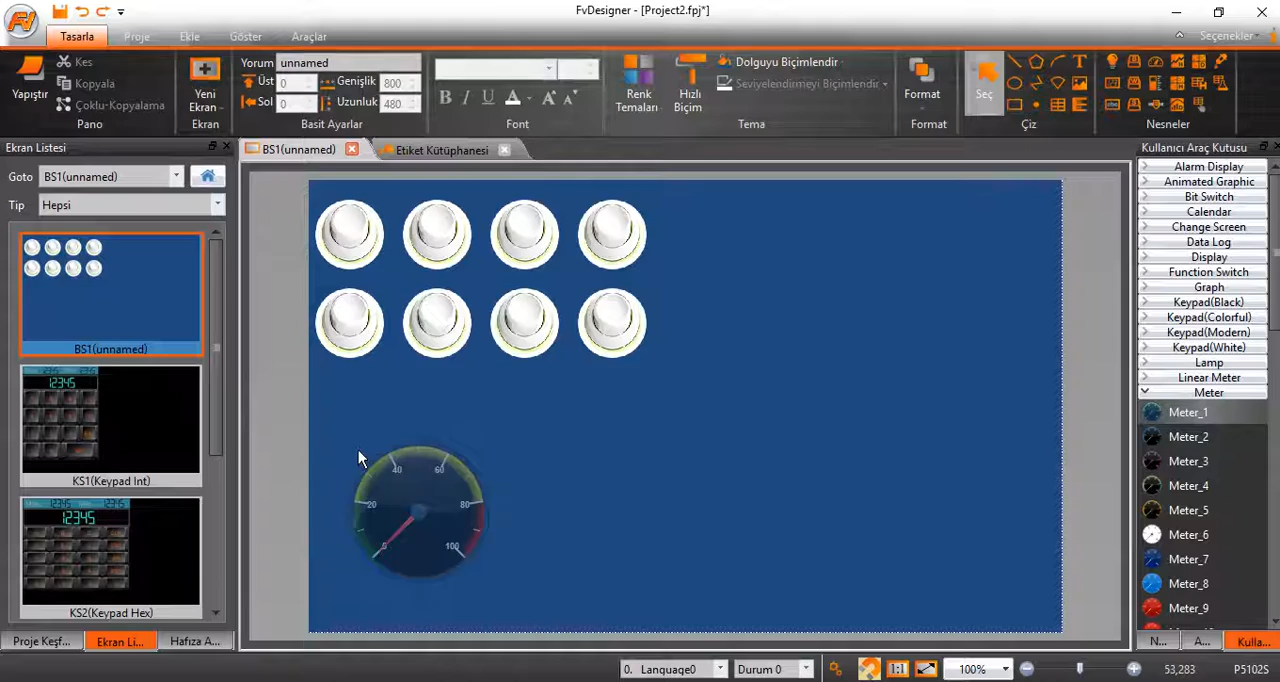 FvDesigner - [Project2.fpj*]
Tasarla
Proje
Ekle
Göster
Araçlar
Seçenekler
Yapıştır
Kes
Kopyala
Çoklu-Kopyalama
Pano
Yeni
Ekran
Ekran
Yorum unnamed
Üst 0 Genişlik 800
Sol 0 Uzunluk 480
Basit Ayarlar
B I U A A A
Font
Renk
Temaları
Hızlı
Biçim
Dolguyu Biçimlendir
Seviyelendirmeyi Biçimlendir
Tema
Format
Format
Seç
Çiz
Nesneler
Ekran Listesi
Goto BS1(unnamed)
Tip Hepsi
BS1(unnamed)
12345
KS1(Keypad Int)
12345
KS2(Keypad Hex)
Proje Keşf...
Ekran Li...
Hafıza A...
BS1(unnamed)
Etiket Kütüphanesi
40 60
20 80
0 100
Kullanıcı Araç Kutusu
Alarm Display
Animated Graphic
Bit Switch
Calendar
Change Screen
Data Log
Display
Function Switch
Graph
Keypad(Black)
Keypad(Colorful)
Keypad(Modern)
Keypad(White)
Lamp
Linear Meter
Meter
Meter_1
Meter_2
Meter_3
Meter_4
Meter_5
Meter_6
Meter_7
Meter_8
Meter_9
N...
A...
Kulla...
0. Language0
Durum 0
1:1
100%
53,283
P5102S